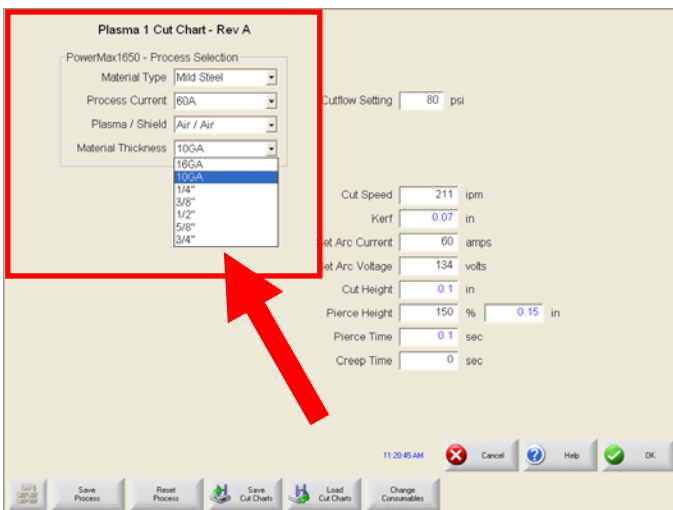 Plasma 1 Cut Chart - Rev A
PowerMax1650 - Process Selection
Material Type Mild Steel
Process Current 60A
Plasma / Shield Air / Air
Material Thickness 10GA
16GA
10GA
1/4"
3/8"
1/2"
5/8"
3/4"
Cutflow Setting 80 psi
Cut Speed 211 ipm
Kerf 0.07 in
Set Arc Current 60 amps
Set Arc Voltage 134 volts
Cut Height 0.1 in
Pierce Height 150 % 0.15 in
Pierce Time 0.1 sec
Creep Time 0 sec
11:20:45 AM
Cancel
Help
OK
Save
Process
Reset
Process
Save
Cut Charts
Load
Cut Charts
Change
Consumables